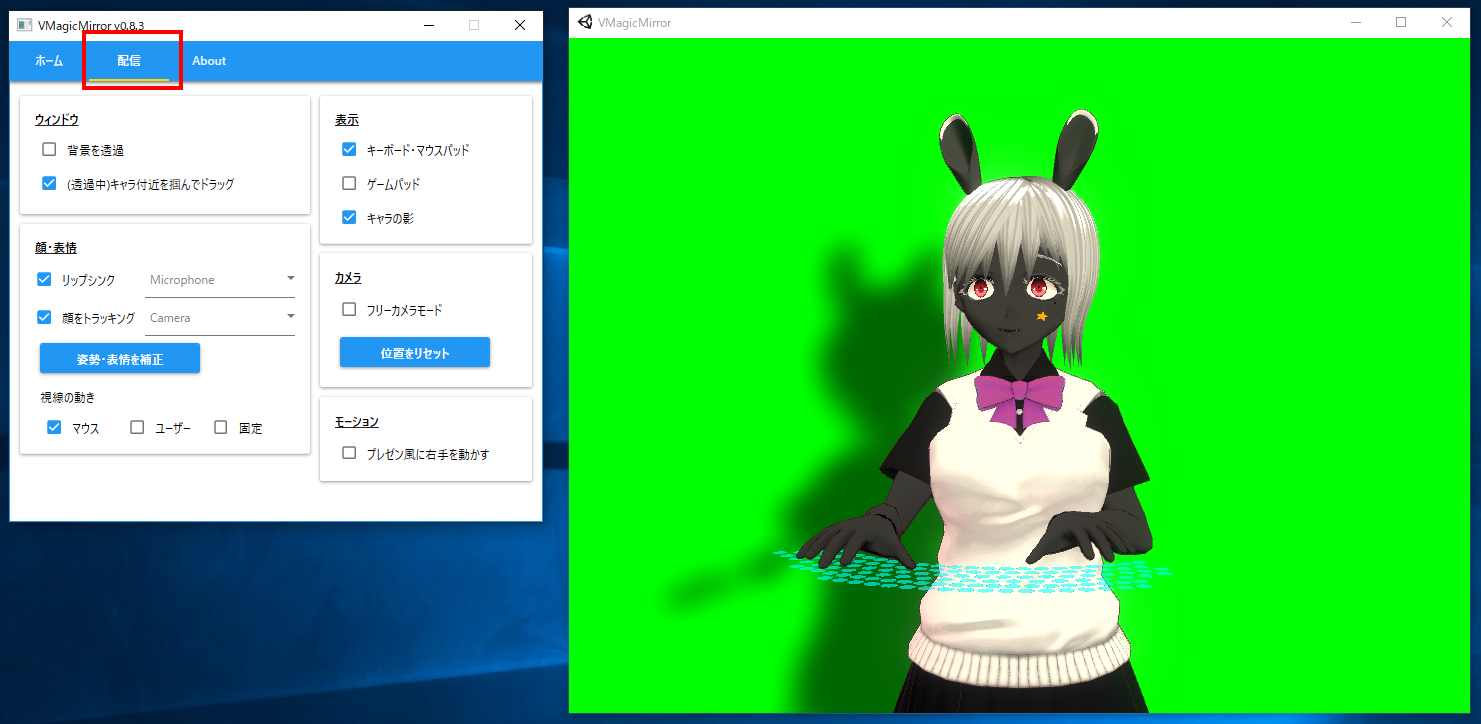 VMagicMirror v0.8.3
ホーム
配信
About
ウィンドウ
背景を透過
(透過中)キャラ付近を掴んでドラッグ
顔・表情
リップシンク
Microphone
顔をトラッキング
Camera
姿勢・表情を補正
視線の動き
マウス
ユーザー
固定
表示
キーボード・マウスパッド
ゲームパッド
キャラの影
カメラ
フリーカメラモード
位置をリセット
モーション
プレゼン風に右手を動かす
VMagicMirror